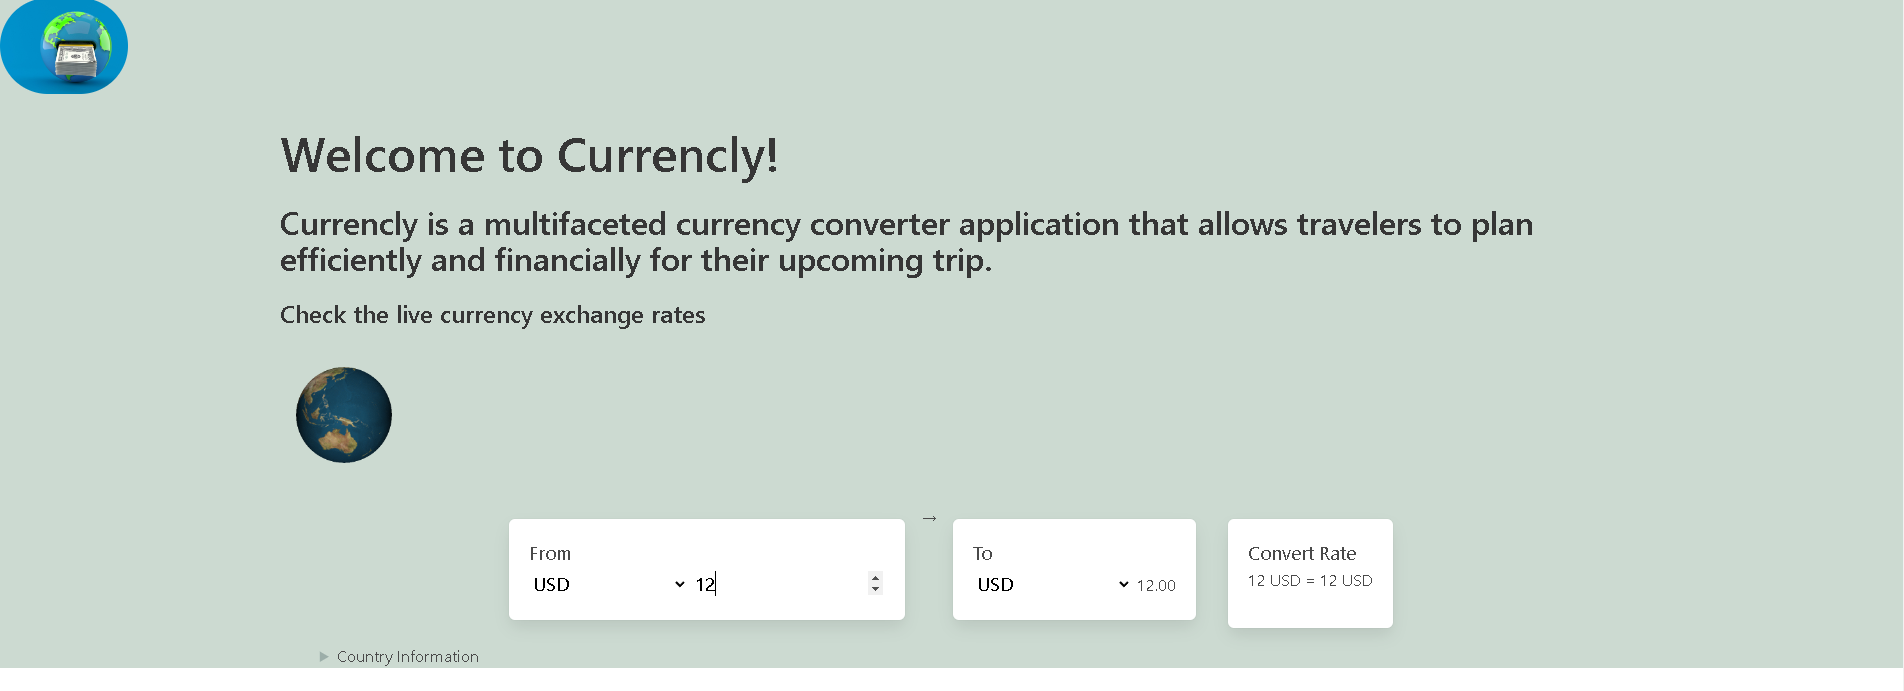 Welcome to Currencly!
Currencly is a multifaceted currency converter application that allows travelers to plan
efficiently and financially for their upcoming trip.
Check the live currency exchange rates
→
From
USD 12
To
USD 12.00
Convert Rate
12 USD = 12 USD
Country Information